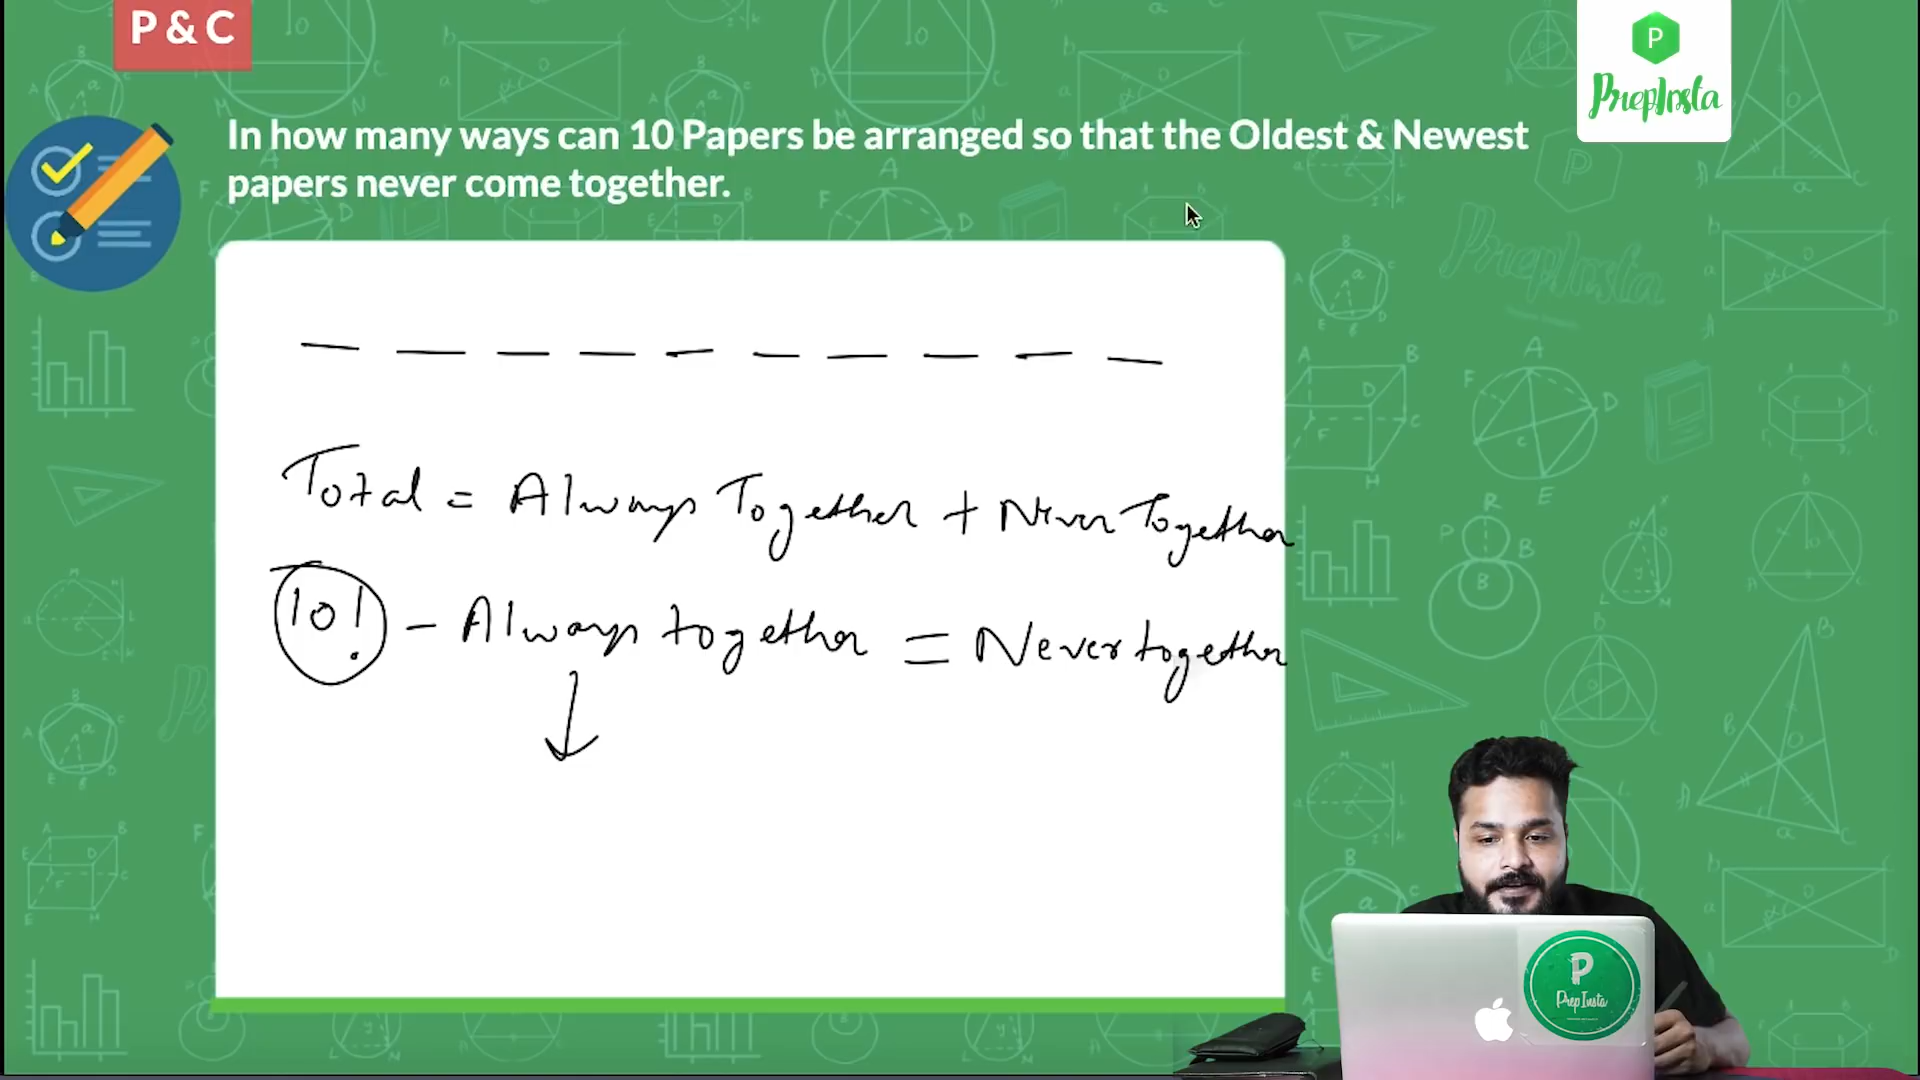 P & C
P
PrepInsta
In how many ways can 10 Papers be arranged so that the Oldest & Newest
papers never come together.
Total = Always Together + Never Together
10! - Always together = Never together
P
PrepInsta